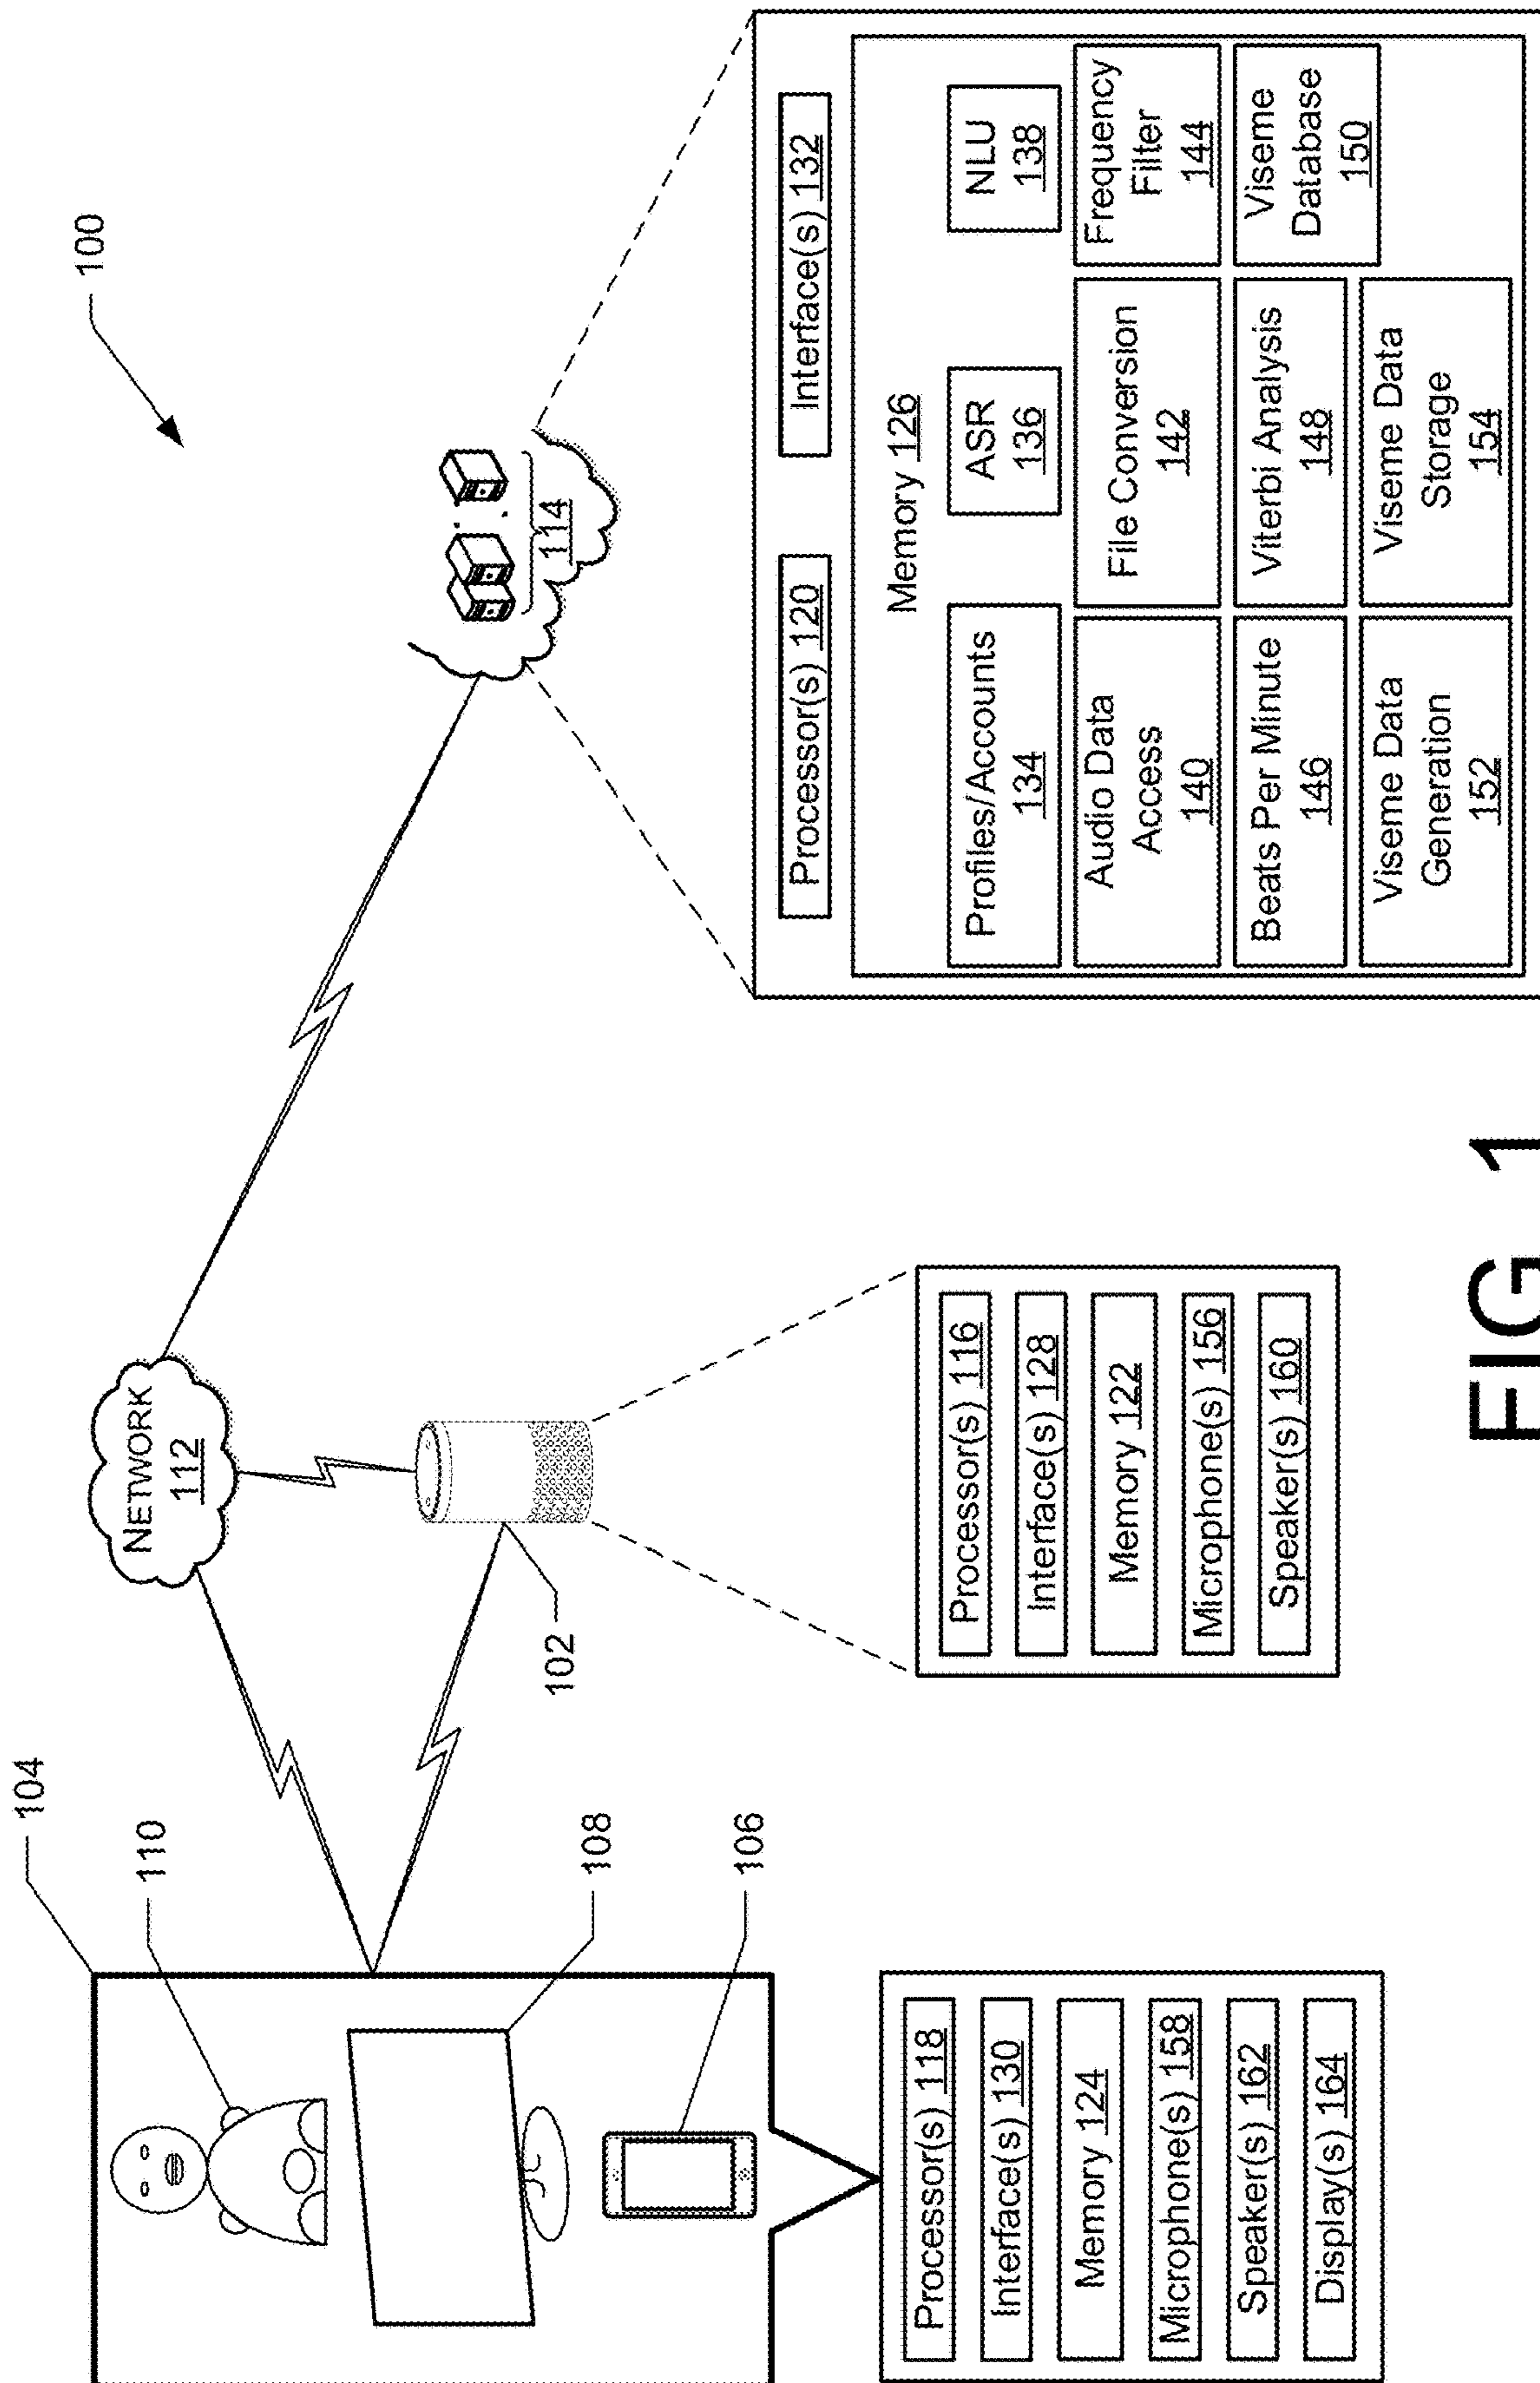 100
104
110
108
106
NETWORK
112
102
114
Processor(s) 118
Interface(s) 130
Memory 124
Microphone(s) 158
Speaker(s) 162
Display(s) 164
Processor(s) 116
Interface(s) 128
Memory 122
Microphone(s) 156
Speaker(s) 160
Processor(s) 120
Interface(s) 132
Memory 126
Profiles/Accounts
134
ASR
136
NLU
138
Audio Data
Access
140
File Conversion
142
Frequency
Filter
144
Beats Per Minute
146
Viterbi Analysis
148
Viseme
Database
150
Viseme Data
Generation
152
Viseme Data
Storage
154
FIG. 1